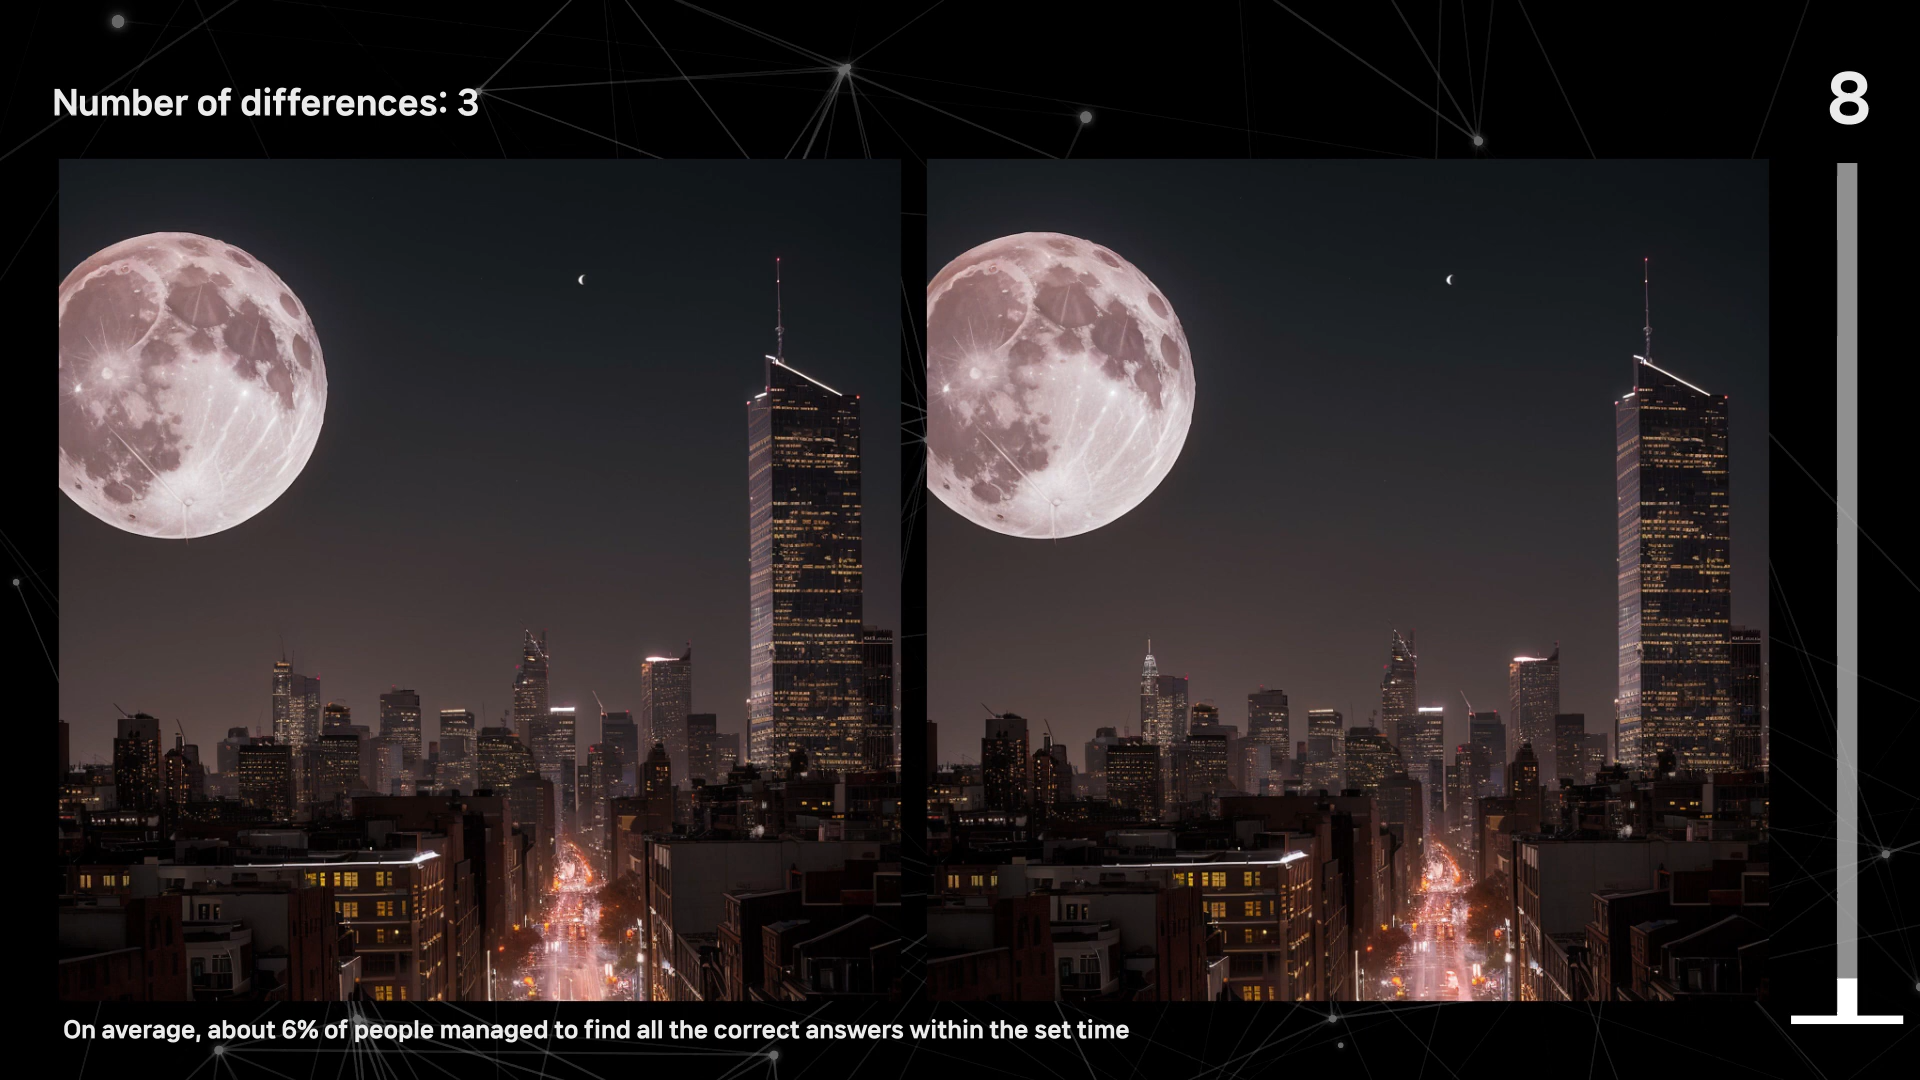 Number of differences: 3
8
On average, about 6% of people managed to find all the correct answers within the set time